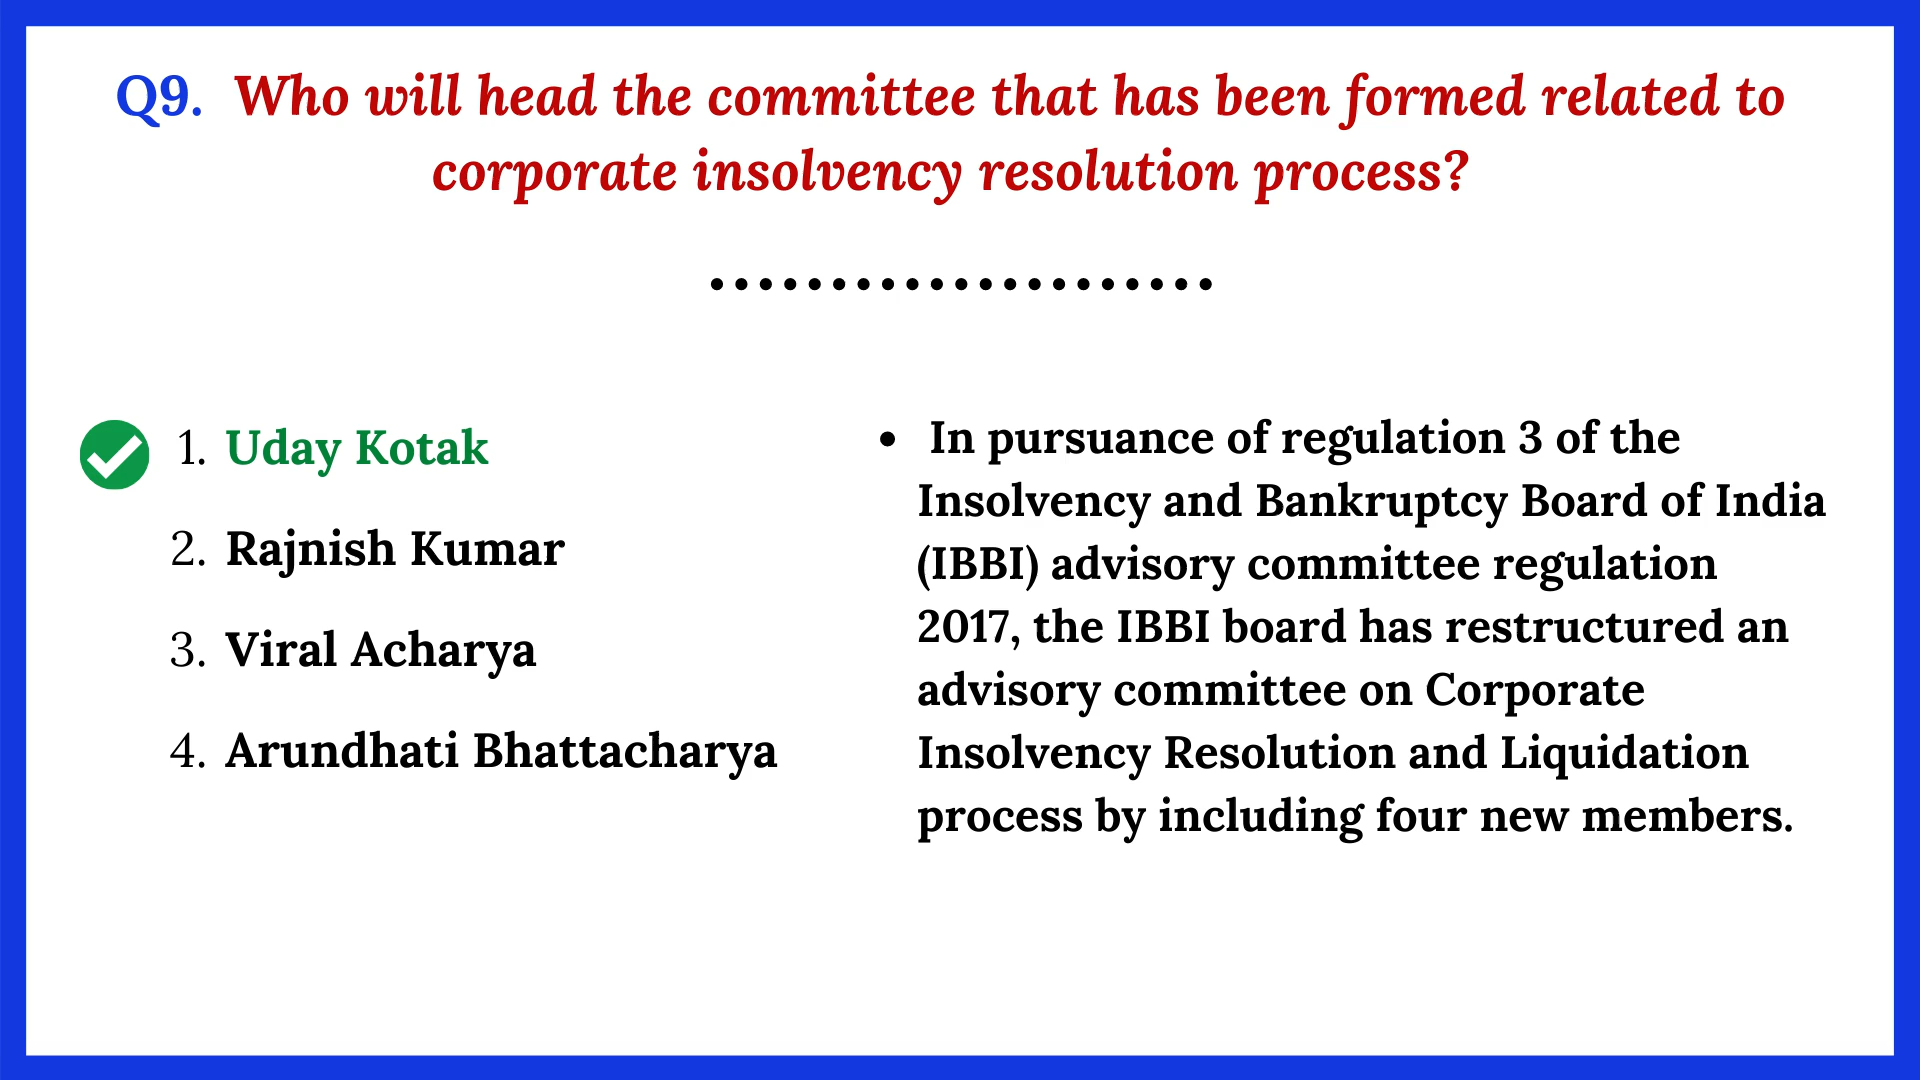 Q9. Who will head the committee that has been formed related to
corporate insolvency resolution process?
1. Uday Kotak
2. Rajnish Kumar
3. Viral Acharya
4. Arundhati Bhattacharya
• In pursuance of regulation 3 of the
Insolvency and Bankruptcy Board of India
(IBBI) advisory committee regulation
2017, the IBBI board has restructured an
advisory committee on Corporate
Insolvency Resolution and Liquidation
process by including four new members.